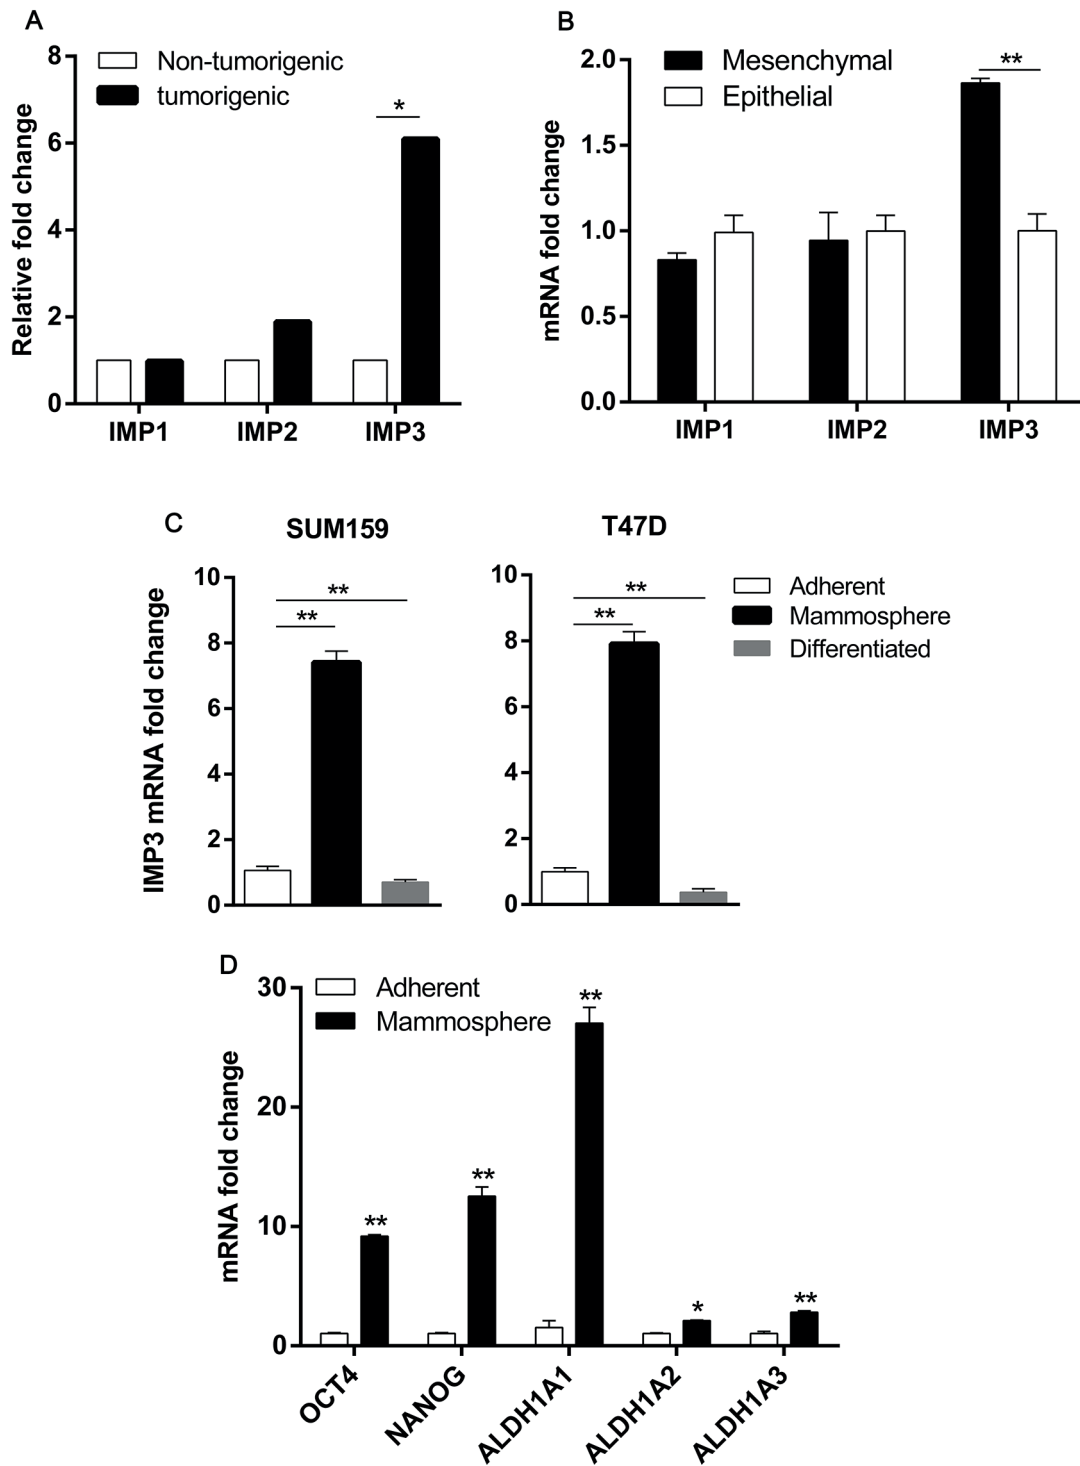 A
8
6
4
2
0
Relative fold change
Non-tumorigenic
tumorigenic
*
IMP1 IMP2 IMP3
B
2.0
1.5
1.0
0.5
0.0
mRNA fold change
Mesenchymal
Epithelial
**
IMP1 IMP2 IMP3
C
SUM159
10
8
6
4
2
0
IMP3 mRNA fold change
**
**
T47D
10
8
6
4
2
0
**
**
Adherent
Mammosphere
Differentiated
D
30
20
10
0
mRNA fold change
Adherent
Mammosphere
**
**
**
*
**
OCT4
NANOG
ALDH1A1
ALDH1A2
ALDH1A3